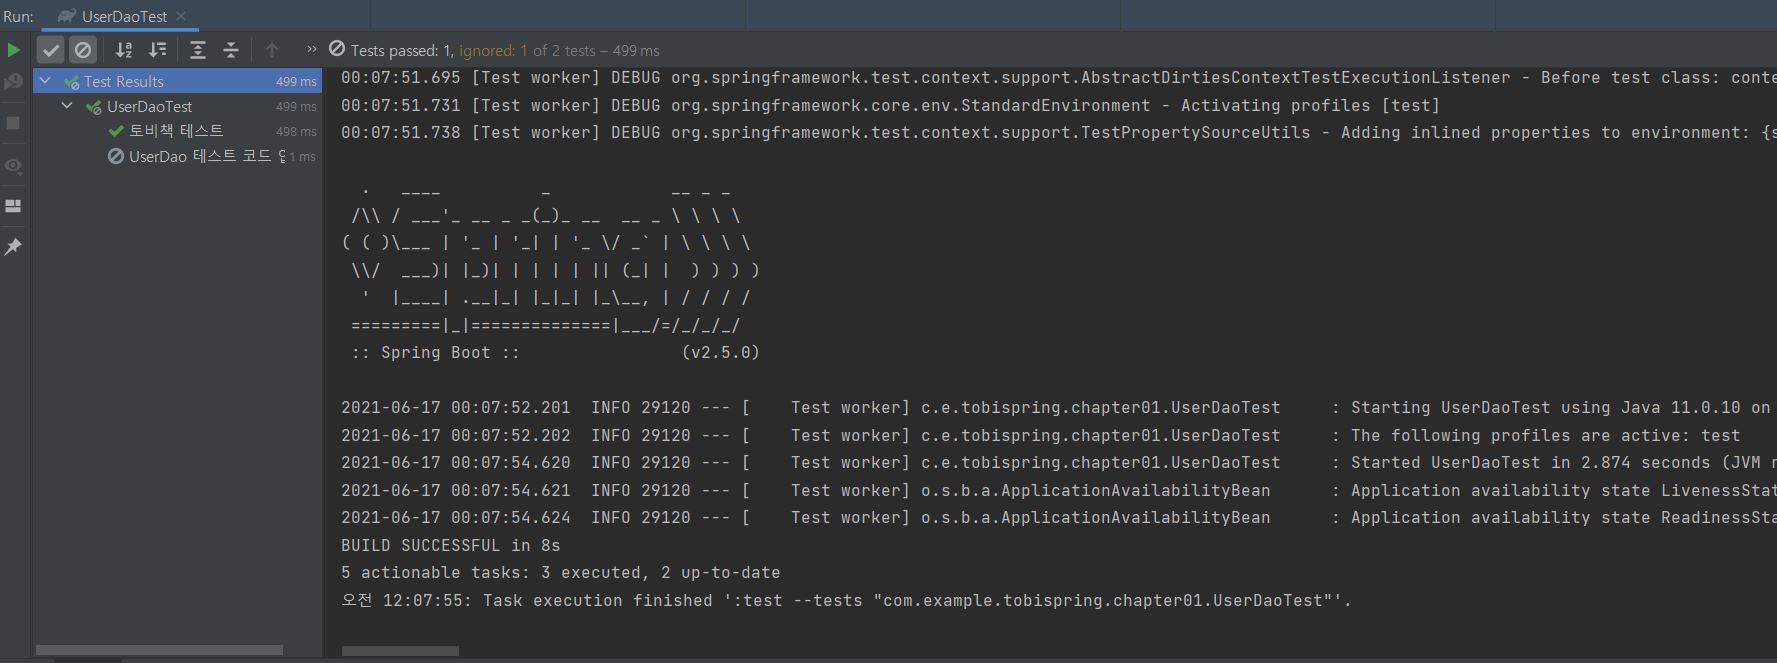 Run: UserDaoTest
Tests passed: 1, ignored: 1 of 2 tests – 499 ms
Test Results 499 ms
UserDaoTest 499 ms
토비책 테스트 498 ms
UserDao 테스트 코드 1 ms
00:07:51.695 [Test worker] DEBUG org.springframework.test.context.support.AbstractDirtiesContextTestExecutionListener - Before test class: conte
00:07:51.731 [Test worker] DEBUG org.springframework.core.env.StandardEnvironment - Activating profiles [test]
00:07:51.738 [Test worker] DEBUG org.springframework.test.context.support.TestPropertySourceUtils - Adding inlined properties to environment: {s
  .   ____          _            __ _ _
 /\\ / ___'_ __ _ _(_)_ __  __ _ \ \ \ \
( ( )\___ | '_ | '_| | '_ \/ _` | \ \ \ \
 \\/  ___)| |_)| | | | | || (_| |  ) ) ) )
  '  |____| .__|_| |_|_| |_\__, | / / / /
 =========|_|==============|___/=/_/_/_/
 :: Spring Boot ::                (v2.5.0)
2021-06-17 00:07:52.201  INFO 29120 --- [    Test worker] c.e.tobispring.chapter01.UserDaoTest     : Starting UserDaoTest using Java 11.0.10 on
2021-06-17 00:07:52.202  INFO 29120 --- [    Test worker] c.e.tobispring.chapter01.UserDaoTest     : The following profiles are active: test
2021-06-17 00:07:54.620  INFO 29120 --- [    Test worker] c.e.tobispring.chapter01.UserDaoTest     : Started UserDaoTest in 2.874 seconds (JVM r
2021-06-17 00:07:54.621  INFO 29120 --- [    Test worker] o.s.b.a.ApplicationAvailabilityBean      : Application availability state LivenessStat
2021-06-17 00:07:54.624  INFO 29120 --- [    Test worker] o.s.b.a.ApplicationAvailabilityBean      : Application availability state ReadinessSta
BUILD SUCCESSFUL in 8s
5 actionable tasks: 3 executed, 2 up-to-date
오전 12:07:55: Task execution finished ':test --tests "com.example.tobispring.chapter01.UserDaoTest"'.